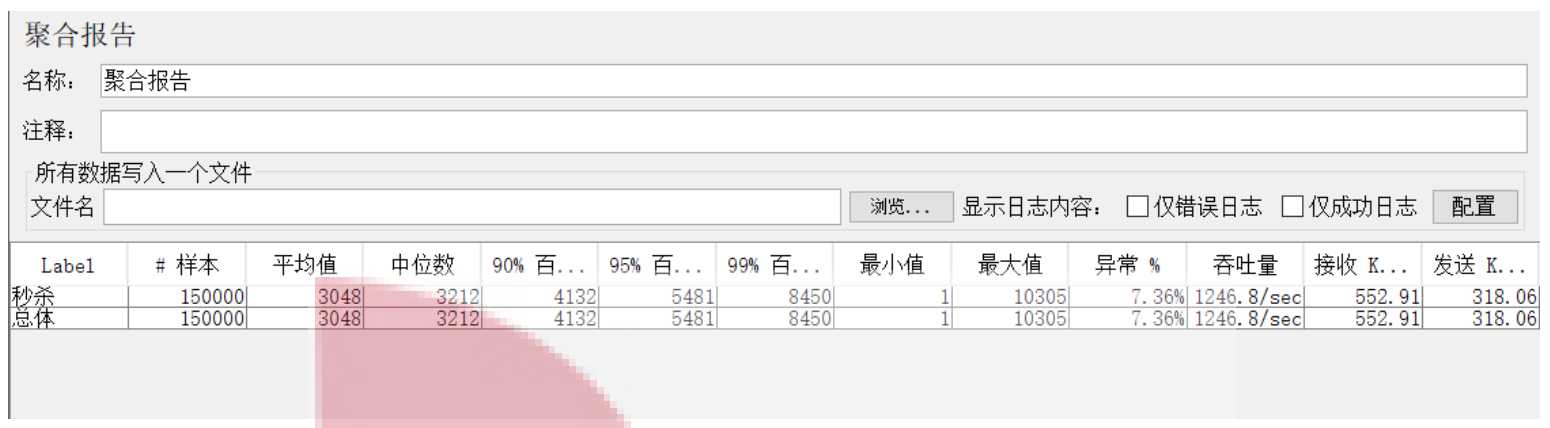 聚合报告
名称： 聚合报告
注释：
所有数据写入一个文件
文件名 浏览... 显示日志内容： 仅错误日志 仅成功日志 配置
Label # 样本 平均值 中位数 90% 百... 95% 百... 99% 百... 最小值 最大值 异常 % 吞吐量 接收 K... 发送 K...
秒杀 150000 3048 3212 4132 5481 8450 1 10305 7.36% 1246.8/sec 552.91 318.06
总体 150000 3048 3212 4132 5481 8450 1 10305 7.36% 1246.8/sec 552.91 318.06